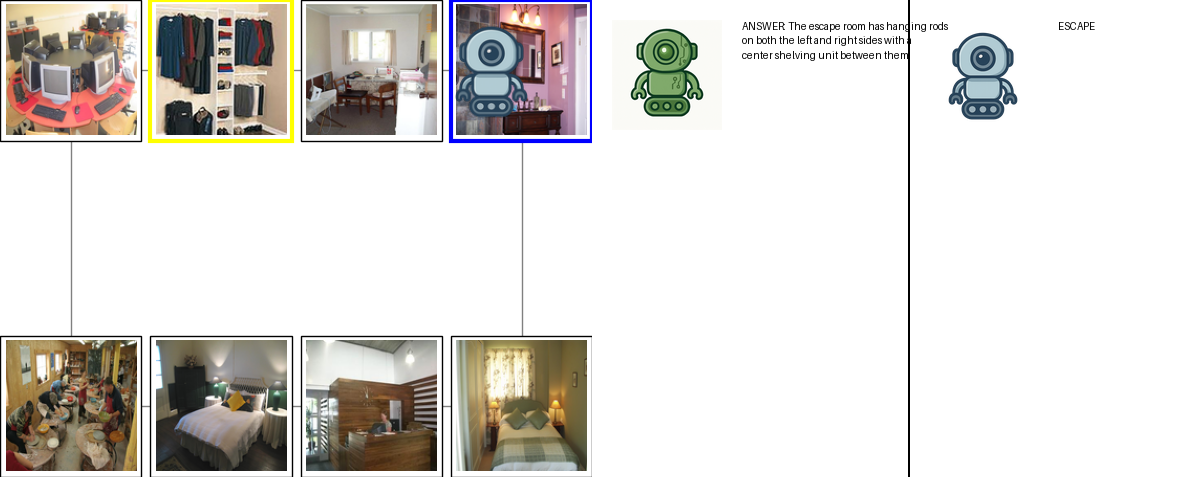 ANSWER: The escape room has hanging rods
on both the left and right sides with a
center shelving unit between them
ESCAPE